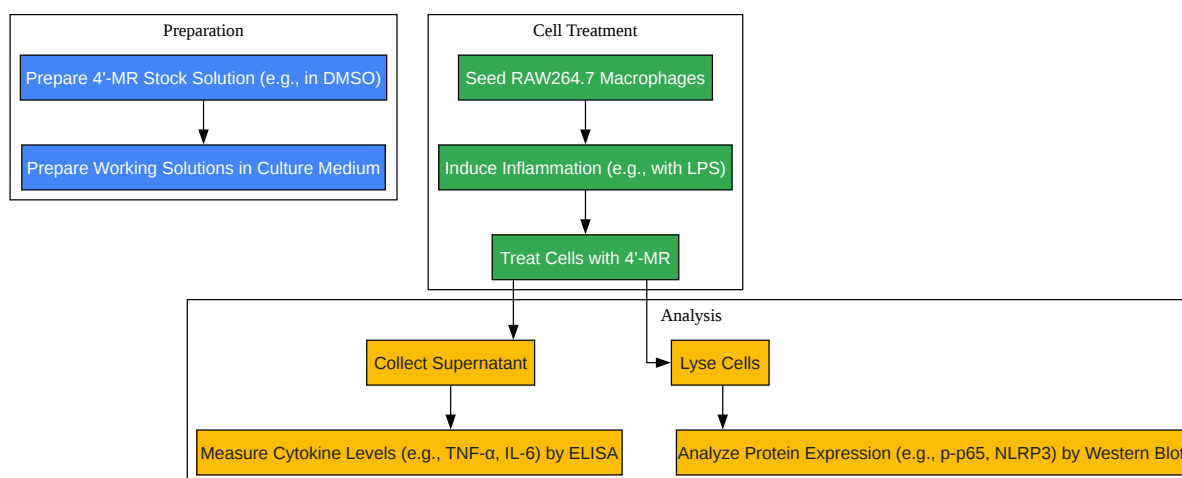 Preparation
Prepare 4'-MR Stock Solution (e.g., in DMSO)
Prepare Working Solutions in Culture Medium
Cell Treatment
Seed RAW264.7 Macrophages
Induce Inflammation (e.g., with LPS)
Treat Cells with 4'-MR
Analysis
Collect Supernatant
Lyse Cells
Measure Cytokine Levels (e.g., TNF-α, IL-6) by ELISA
Analyze Protein Expression (e.g., p-p65, NLRP3) by Western Blot